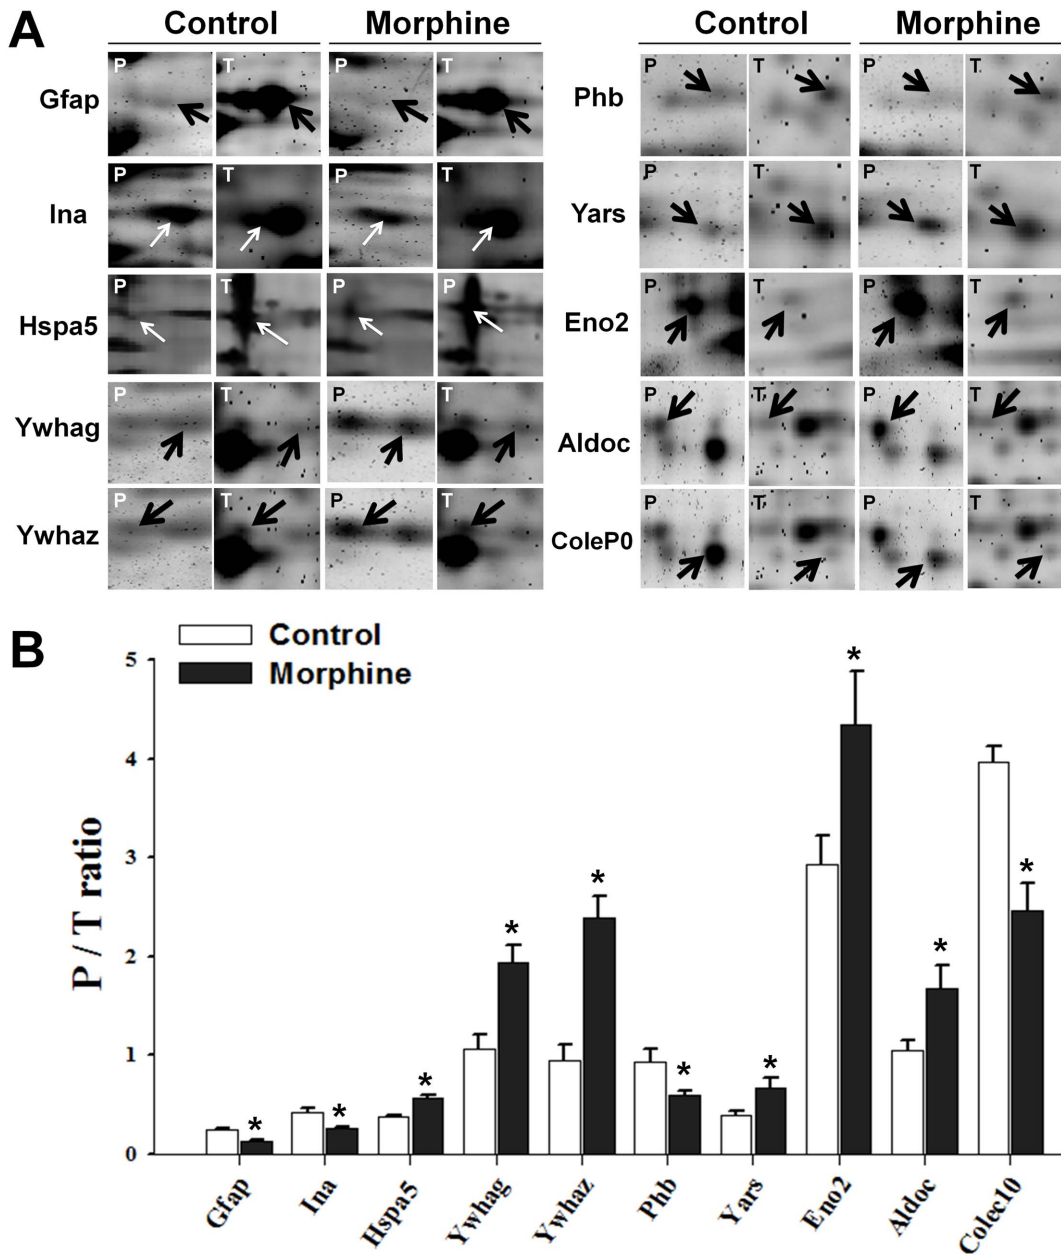 A
Control
Morphine
Control
Morphine
Gfap
P
T
P
T
Phb
P
T
P
T
Ina
P
T
P
T
Yars
P
T
P
T
Hspa5
P
T
P
P
Eno2
P
T
P
T
Ywhag
P
T
P
T
Aldoc
P
T
P
T
Ywhaz
P
T
P
T
ColeP0
P
T
P
T
B
Control
Morphine
P / T ratio
5
4
3
2
1
0
*
*
*
*
*
*
*
*
*
*
Gfap
Ina
Hspa5
Ywhag
Ywhaz
Phb
Yars
Eno2
Aldoc
Colec10